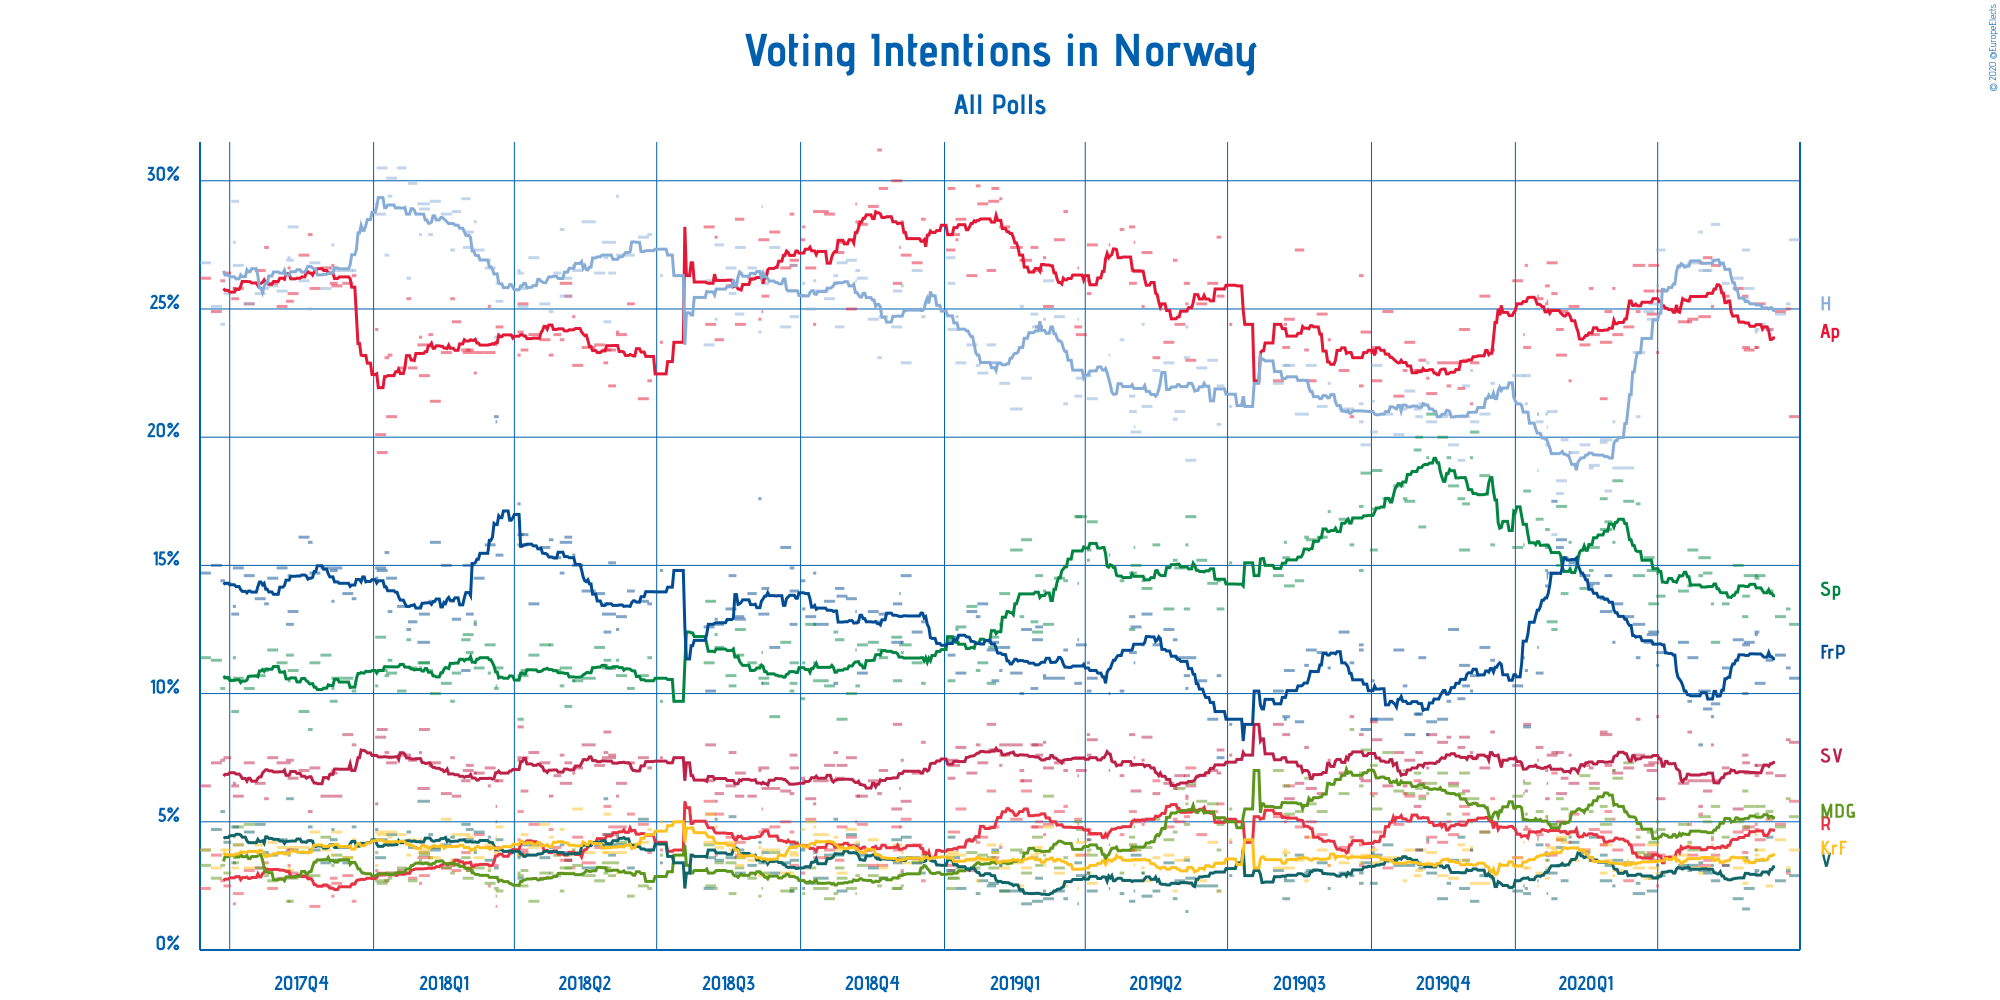 Voting Intentions in Norway
All Polls
© 2020 @EuropeElects
30%
25%
20%
15%
10%
5%
0%
H
Ap
Sp
FrP
SV
MDG
R
KrF
V
2017Q4
2018Q1
2018Q2
2018Q3
2018Q4
2019Q1
2019Q2
2019Q3
2019Q4
2020Q1